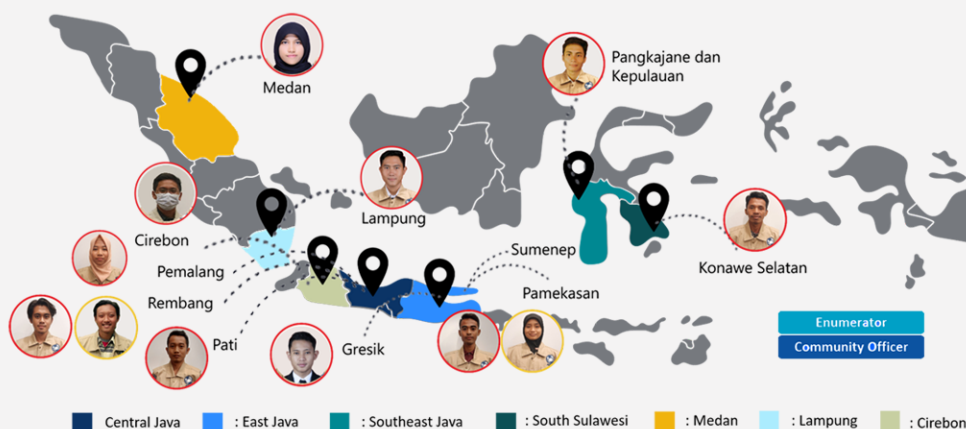 Medan
Pangkajane dan
Kepulauan
Lampung
Cirebon
Pemalang
Rembang
Pati
Gresik
Sumenep
Pamekasan
Konawe Selatan
Enumerator
Community Officer
Central Java
: East Java
: Southeast Java
: South Sulawesi
: Medan
: Lampung
: Cirebon